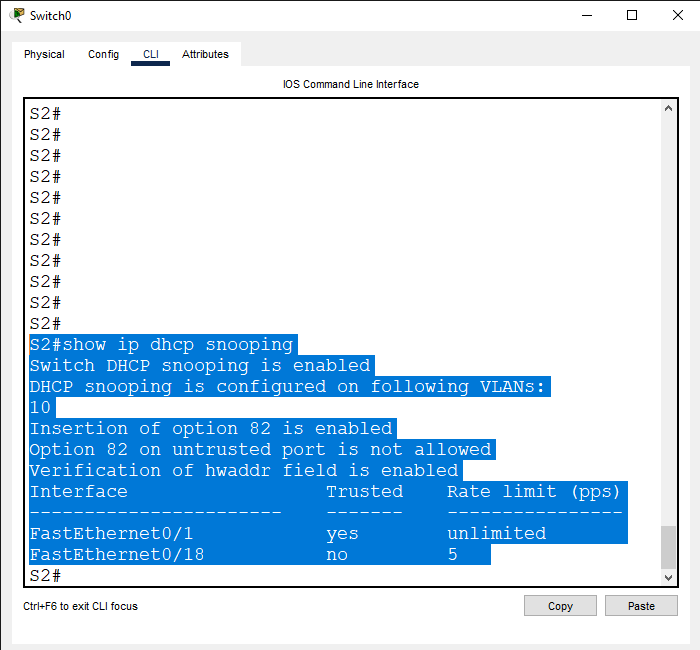 Switch0
Physical Config CLI Attributes
IOS Command Line Interface
S2#
S2#
S2#
S2#
S2#
S2#
S2#
S2#
S2#
S2#
S2#
S2#show ip dhcp snooping
Switch DHCP snooping is enabled
DHCP snooping is configured on following VLANs:
10
Insertion of option 82 is enabled
Option 82 on untrusted port is not allowed
Verification of hwaddr field is enabled
Interface Trusted Rate limit (pps)
----------------------- ------- ----------------
FastEthernet0/1 yes unlimited
FastEthernet0/18 no 5
S2#
Ctrl+F6 to exit CLI focus Copy Paste